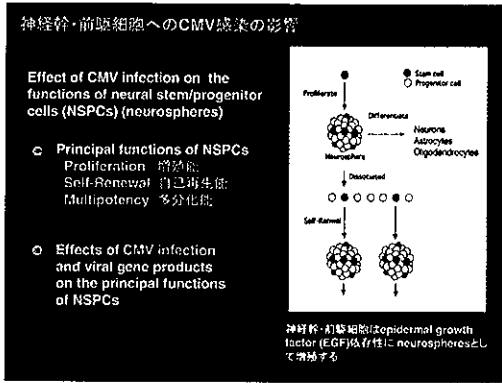 神経幹・前駆細胞へのCMV感染の影響
Effect of CMV infection on the
functions of neural stem/progenitor
cells (NSPCs) (neurospheres)
Principal functions of NSPCs
Proliferation 増殖能
Self-Renewal 自己再生能
Multipotency 多分化能
Effects of CMV infection
and viral gene products
on the principal functions
of NSPCs
Stem cell
Progenitor cell
Proliferate
Differentiate
Neurons
Astrocytes
Oligodendrocytes
Neurosphere
Dissociated
Self-Renewal
神経幹・前駆細胞はepidermal growth
factor (EGF)依存性に neurospheresとし
て増殖する